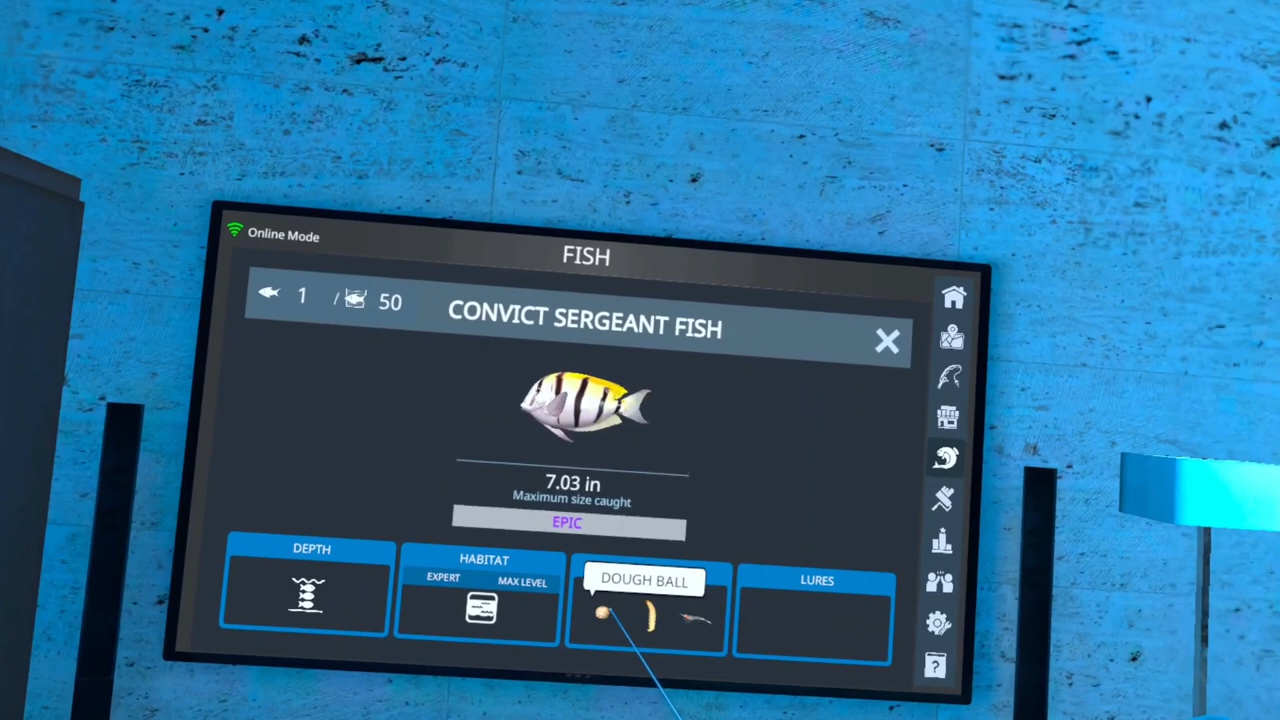 Online Mode
FISH
1 / 50
CONVICT SERGEANT FISH
7.03 in
Maximum size caught
EPIC
DEPTH
HABITAT
EXPERT MAX LEVEL
DOUGH BALL
LURES
?